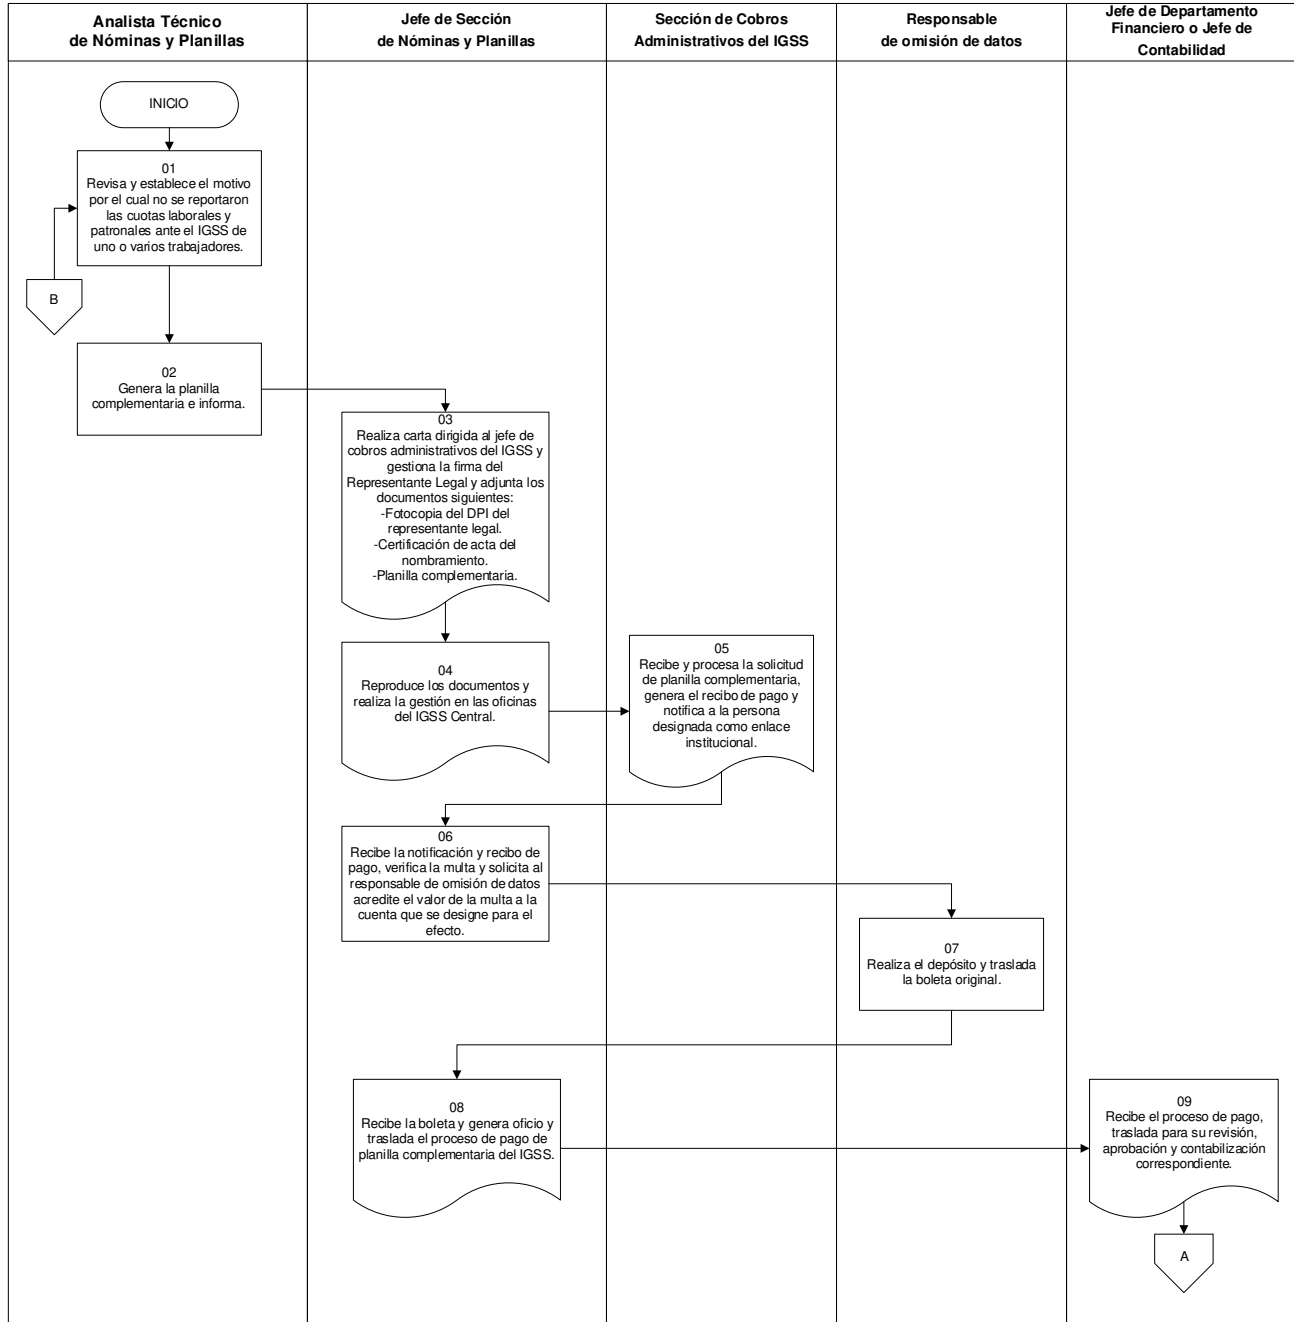 Analista Técnico
de Nóminas y Planillas
Jefe de Sección
de Nóminas y Planillas
Sección de Cobros
Administrativos del IGSS
Responsable
de omisión de datos
Jefe de Departamento
Financiero o Jefe de
Contabilidad
INICIO
01
Revisa y establece el motivo
por el cual no se reportaron
las cuotas laborales y
patronales ante el IGSS de
uno o varios trabajadores.
B
02
Genera la planilla
complementaria e informa.
03
Realiza carta dirigida al jefe de
cobros administrativos del IGSS y
gestiona la firma del
Representante Legal y adjunta los
documentos siguientes:
-Fotocopia del DPI del
representante legal.
-Certificación de acta del
nombramiento.
-Planilla complementaria.
04
Reproduce los documentos y
realiza la gestión en las oficinas
del IGSS Central.
05
Recibe y procesa la solicitud
de planilla complementaria,
genera el recibo de pago y
notifica a la persona
designada como enlace
institucional.
06
Recibe la notificación y recibo de
pago, verifica la multa y solicita al
responsable de omisión de datos
acredite el valor de la multa a la
cuenta que se designe para el
efecto.
07
Realiza el depósito y traslada
la boleta original.
08
Recibe la boleta y genera oficio y
traslada el proceso de pago de
planilla complementaria del IGSS.
09
Recibe el proceso de pago,
traslada para su revisión,
aprobación y contabilización
correspondiente.
A